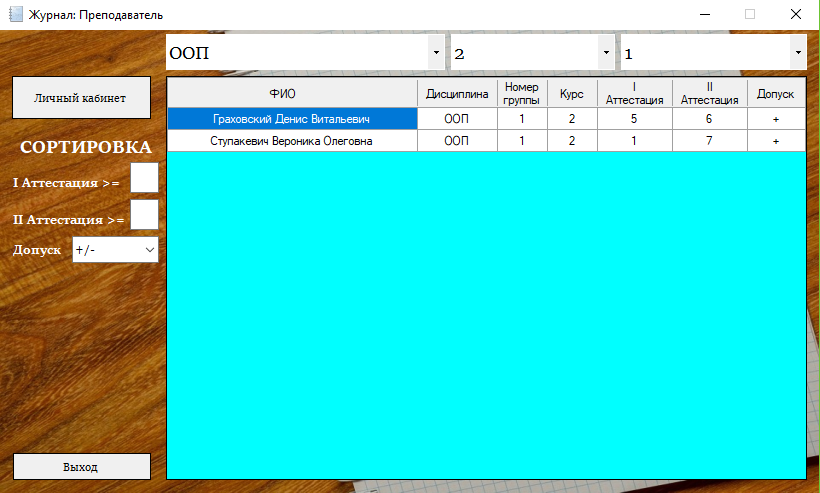 Журнал: Преподаватель
ООП 2 1
Личный кабинет
СОРТИРОВКА
I Аттестация >=
II Аттестация >=
Допуск +/-
Выход
ФИО Дисциплина Номер группы Курс I Аттестация II Аттестация Допуск
Граховский Денис Витальевич ООП 1 2 5 6 +
Ступакевич Вероника Олеговна ООП 1 2 1 7 +